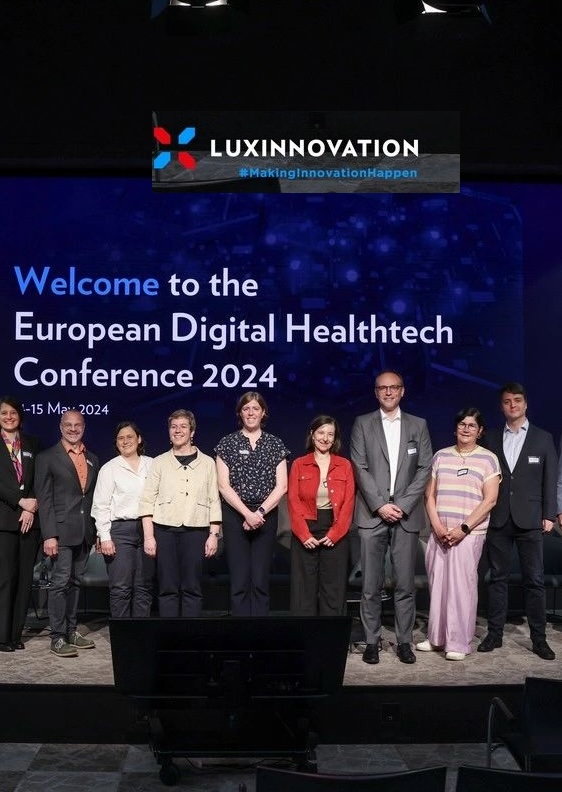 LUXINNOVATION
#MakingInnovationHappen
Welcome to the
European Digital Healthtech
Conference 2024
-15 May 2024